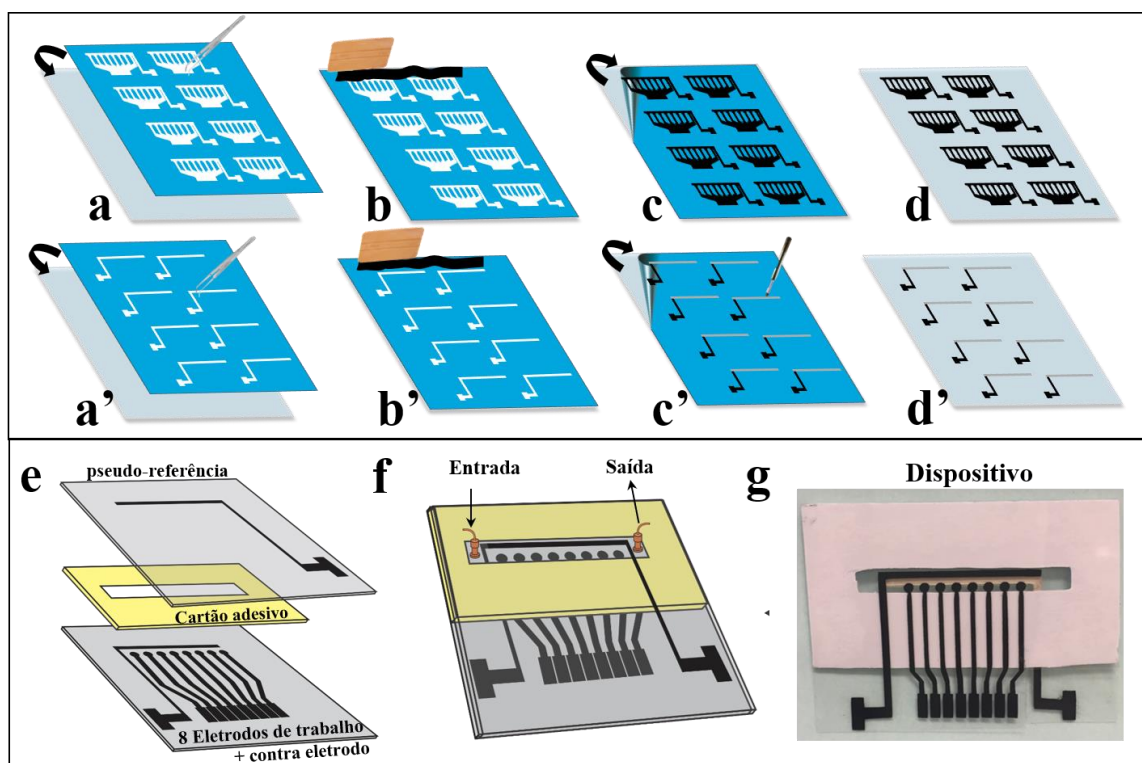 a
b
c
d
a’
b’
c’
d’
e
pseudo-referência
Cartão adesivo
8 Eletrodos de trabalho
+ contra eletrodo
f
Entrada
Saída
g
Dispositivo